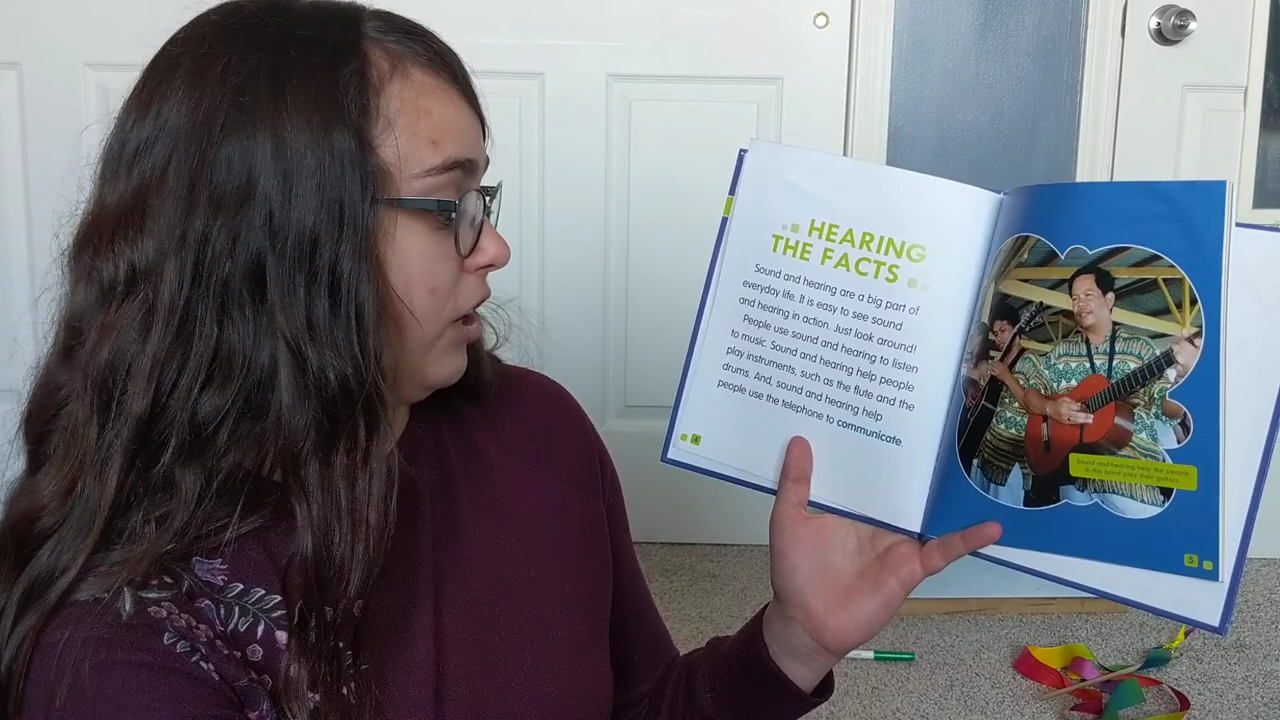 HEARING
THE FACTS
Sound and hearing are a big part of
everyday life. It is easy to see sound
and hearing in action. Just look around!
People use sound and hearing to listen
to music. Sound and hearing help people
play instruments, such as the flute and the
drums. And, sound and hearing help
people use the telephone to communicate.
4
Sound and hearing help the people
in this band play their guitars.
5